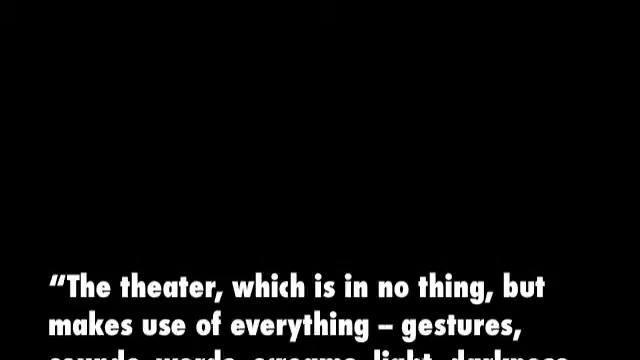 “The theater, which is in no thing, but
makes use of everything – gestures,
sounds, words, screams, light, darkness